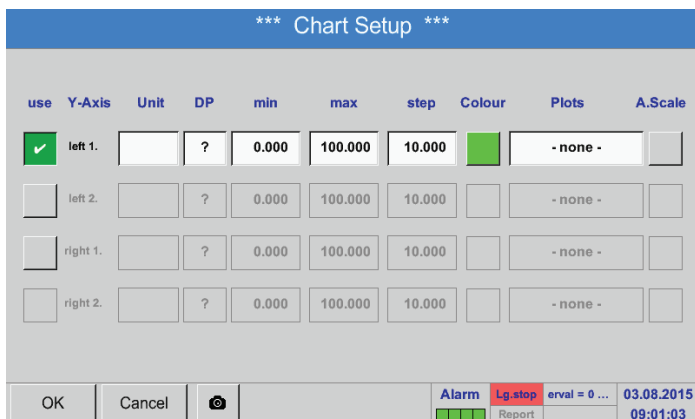 *** Chart Setup ***
use Y-Axis Unit DP min max step Colour Plots A.Scale
left 1. ? 0.000 100.000 10.000 - none -
left 2. ? 0.000 100.000 10.000 - none -
right 1. ? 0.000 100.000 10.000 - none -
right 2. ? 0.000 100.000 10.000 - none -
OK Cancel Alarm Lg.stop erval = 0 ... 03.08.2015
Report 09:01:03